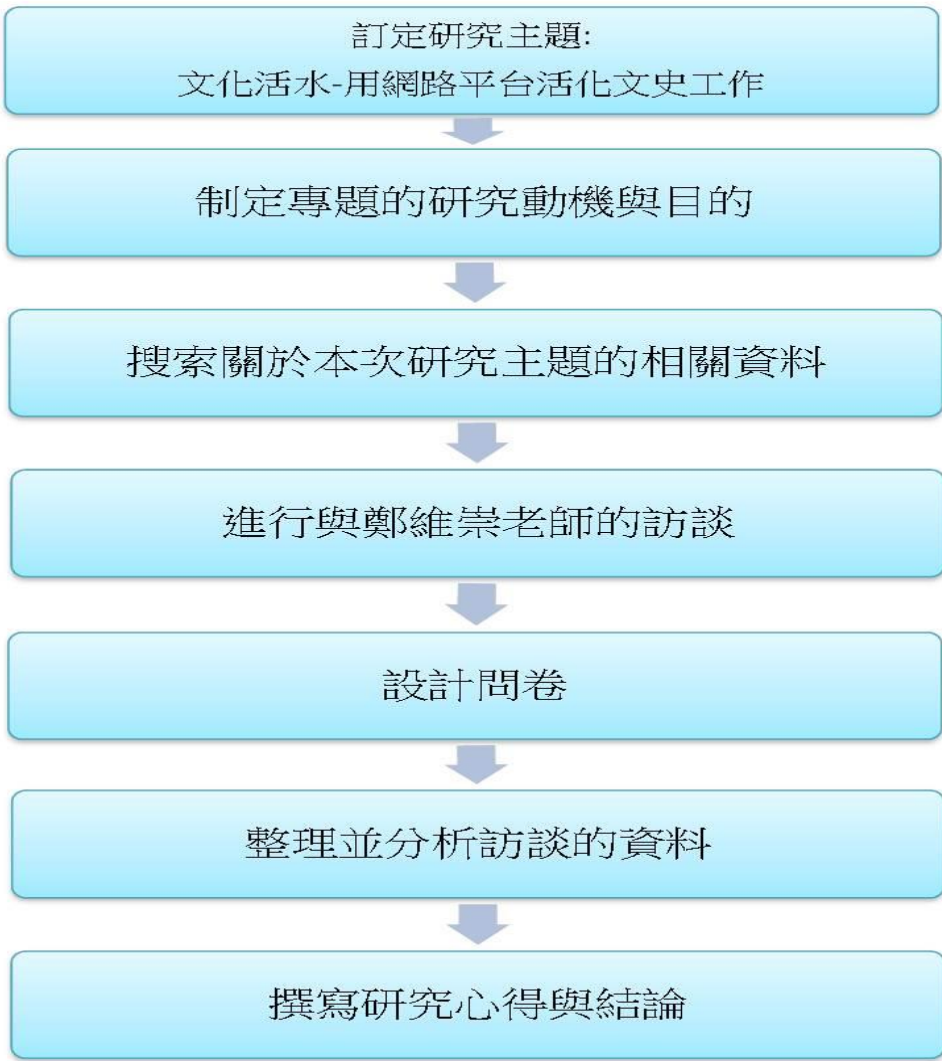 訂定研究主題:
文化活水-用網路平台活化文史工作
制定專題的研究動機與目的
搜索關於本次研究主題的相關資料
進行與鄭維崇老師的訪談
設計問卷
整理並分析訪談的資料
撰寫研究心得與結論